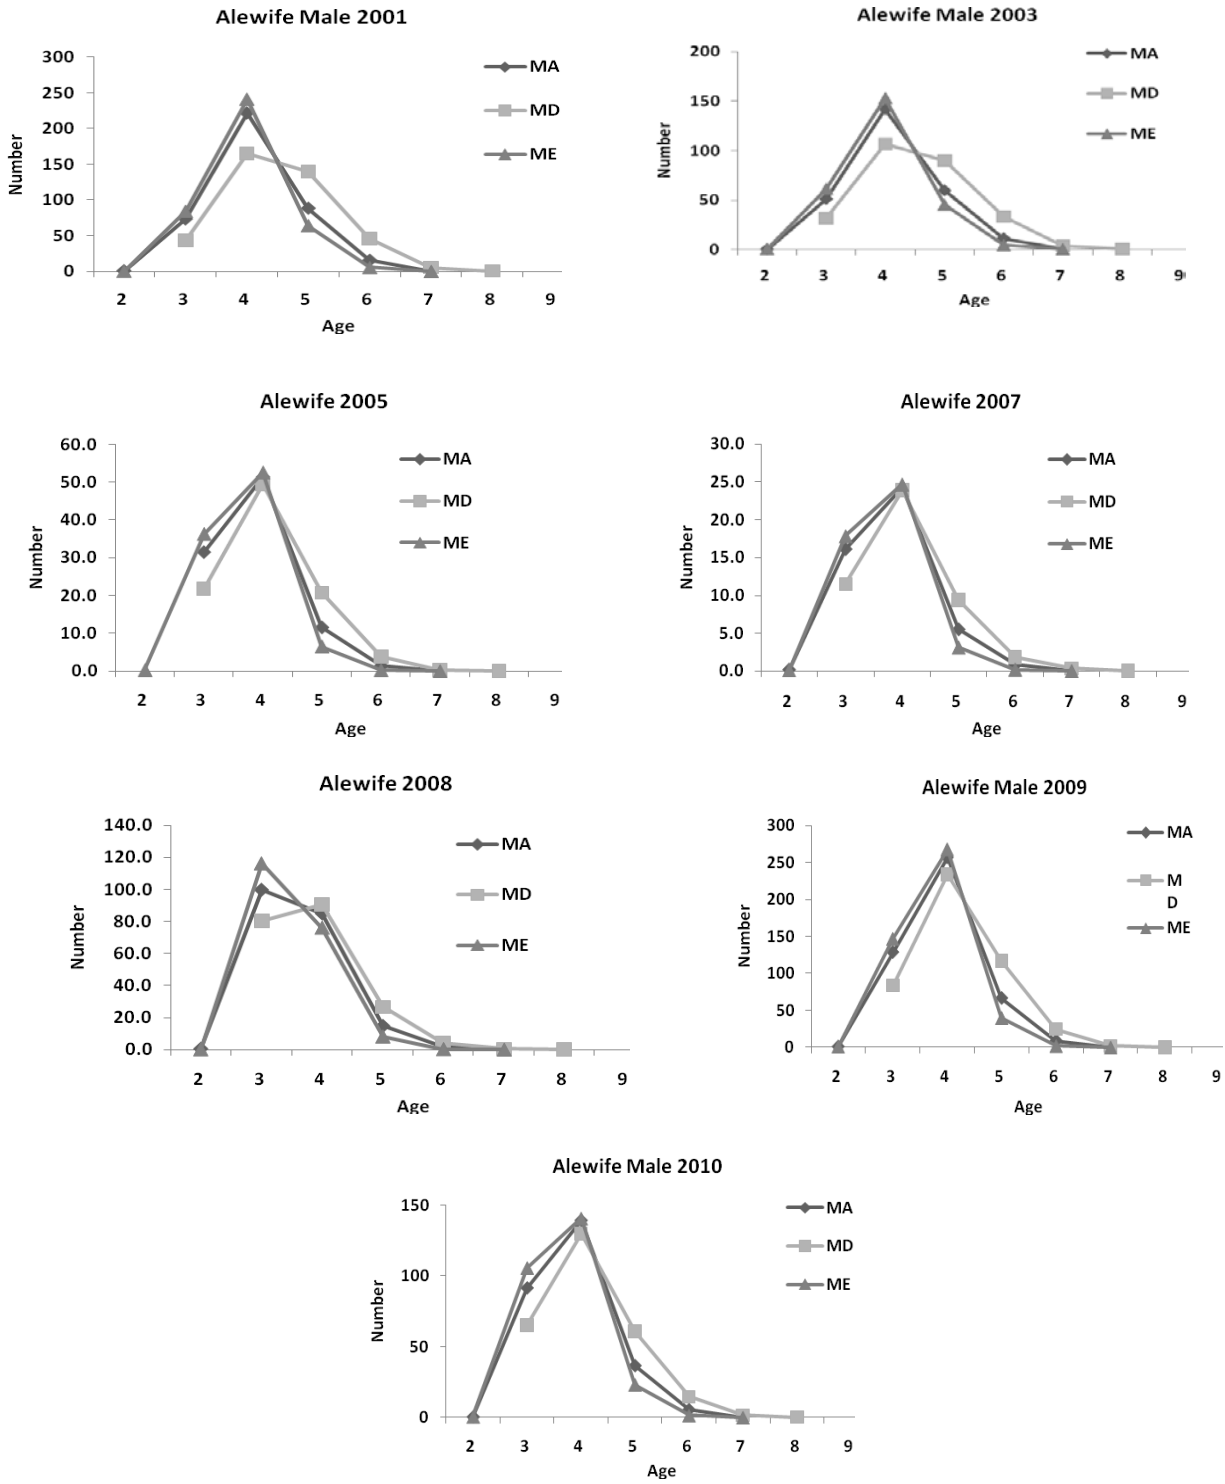 Alewife Male 2001
300
250
200
150
100
50
0
Number
2 3 4 5 6 7 8 9
Age
MA
MD
ME
Alewife Male 2003
200
150
100
50
0
Number
2 3 4 5 6 7 8 9
Age
MA
MD
ME
Alewife 2005
60.0
50.0
40.0
30.0
20.0
10.0
0.0
Number
2 3 4 5 6 7 8 9
Age
MA
MD
ME
Alewife 2007
30.0
25.0
20.0
15.0
10.0
5.0
0.0
Number
2 3 4 5 6 7 8 9
Age
MA
MD
ME
Alewife 2008
140.0
120.0
100.0
80.0
60.0
40.0
20.0
0.0
Number
2 3 4 5 6 7 8 9
Age
MA
MD
ME
Alewife Male 2009
300
250
200
150
100
50
0
Number
2 3 4 5 6 7 8 9
Age
MA
M
D
ME
Alewife Male 2010
150
100
50
0
Number
2 3 4 5 6 7 8 9
Age
MA
MD
ME